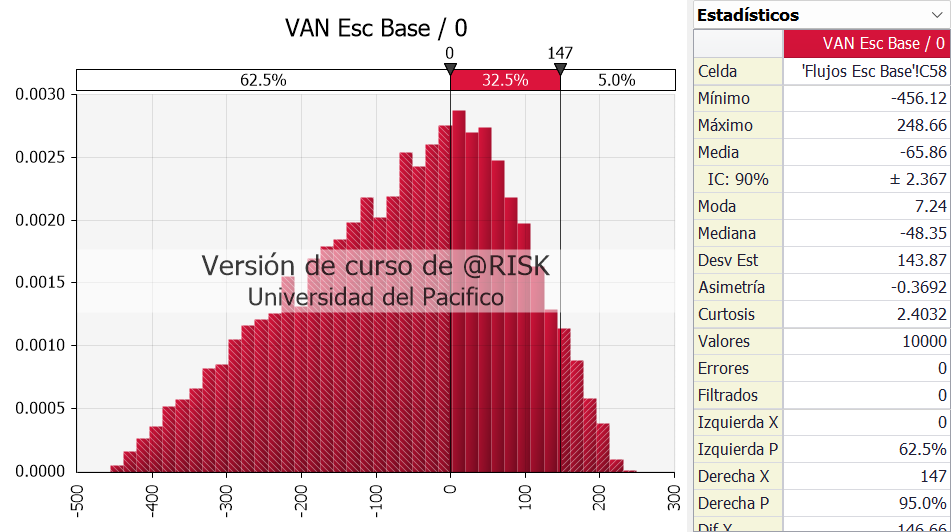 VAN Esc Base / 0
0 147
62.5% 32.5% 5.0%
0.0030
0.0025
0.0020
0.0015
0.0010
0.0005
0.0000
-500 -400 -300 -200 -100 0 100 200 300
Versión de curso de @RISK
Universidad del Pacifico
Estadísticos
VAN Esc Base / 0
Celda 'Flujos Esc Base'!C58
Mínimo -456.12
Máximo 248.66
Media -65.86
IC: 90% ± 2.367
Moda 7.24
Mediana -48.35
Desv Est 143.87
Asimetría -0.3692
Curtosis 2.4032
Valores 10000
Errores 0
Filtrados 0
Izquierda X 0
Izquierda P 62.5%
Derecha X 147
Derecha P 95.0%
Dif X 146.66